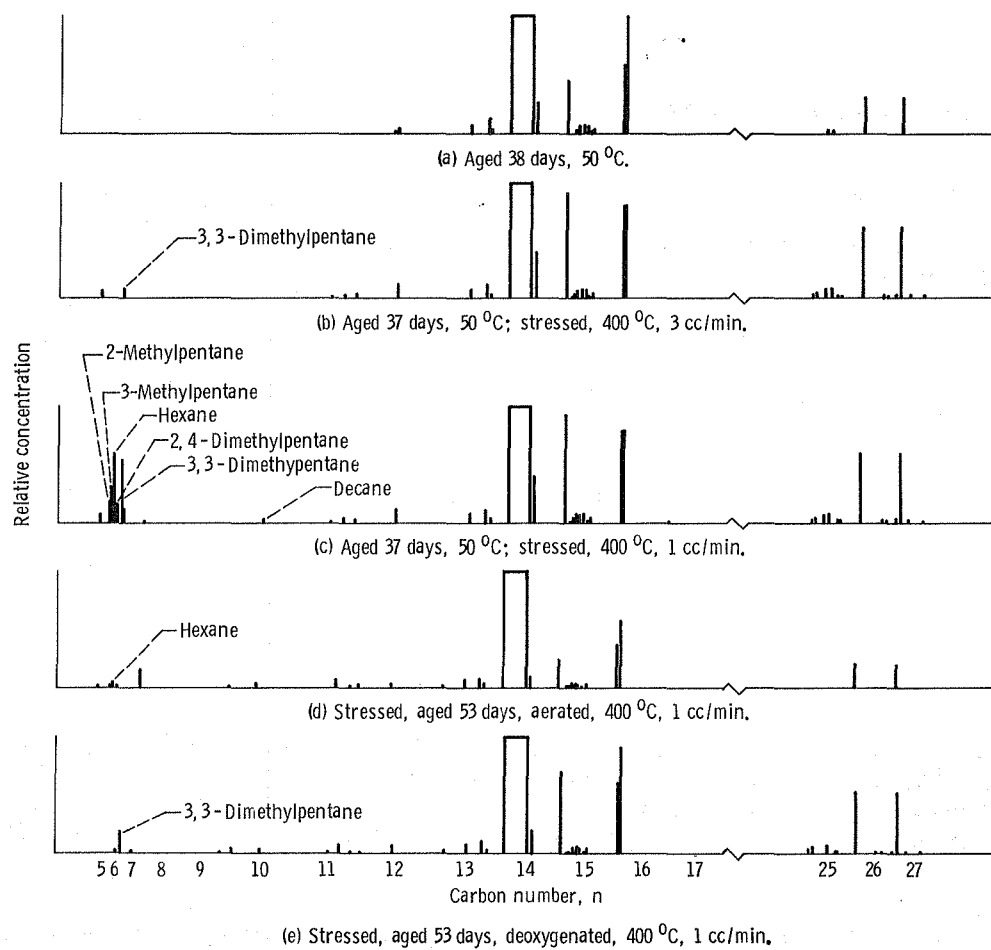 (a) Aged 38 days, 50 °C.
3,3-Dimethylpentane
(b) Aged 37 days, 50 °C; stressed, 400 °C, 3 cc/min.
Relative concentration
2-Methylpentane
3-Methylpentane
Hexane
2,4-Dimethylpentane
3,3-Dimethypentane
Decane
(c) Aged 37 days, 50 °C; stressed, 400 °C, 1 cc/min.
Hexane
(d) Stressed, aged 53 days, aerated, 400 °C, 1 cc/min.
3,3-Dimethylpentane
5 6 7 8 9 10 11 12 13 14 15 16 17 25 26 27
Carbon number, n
(e) Stressed, aged 53 days, deoxygenated, 400 °C, 1 cc/min.